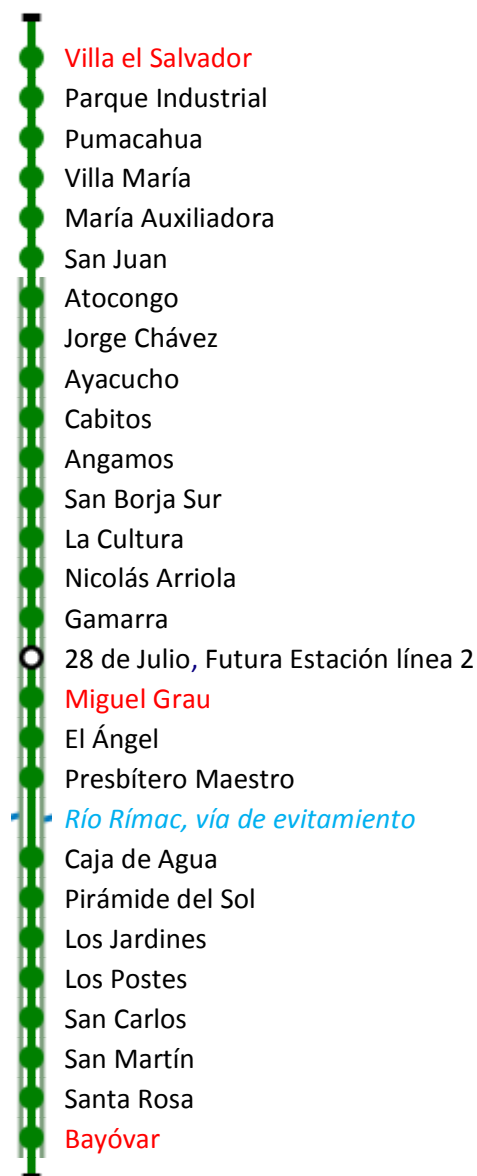 Villa el Salvador
Parque Industrial
Pumacahua
Villa María
María Auxiliadora
San Juan
Atocongo
Jorge Chávez
Ayacucho
Cabitos
Angamos
San Borja Sur
La Cultura
Nicolás Arriola
Gamarra
28 de Julio, Futura Estación línea 2
Miguel Grau
El Ángel
Presbítero Maestro
Río Rímac, vía de evitamiento
Caja de Agua
Pirámide del Sol
Los Jardines
Los Postes
San Carlos
San Martín
Santa Rosa
Bayóvar